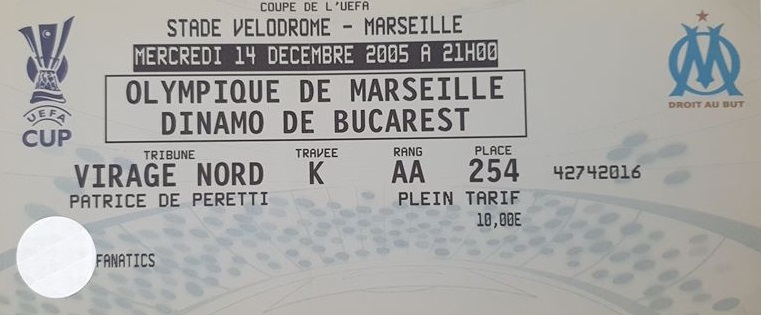 COUPE DE L'UEFA
STADE VELODROME - MARSEILLE
MERCREDI 14 DECEMBRE 2005 A 21H00
OLYMPIQUE DE MARSEILLE
DINAMO DE BUCAREST
UEFA
CUP
DROIT AU BUT
TRIBUNE TRAVEE RANG PLACE
VIRAGE NORD K AA 254 42742016
PATRICE DE PERETTI PLEIN TARIF
10,00E
FANATICS